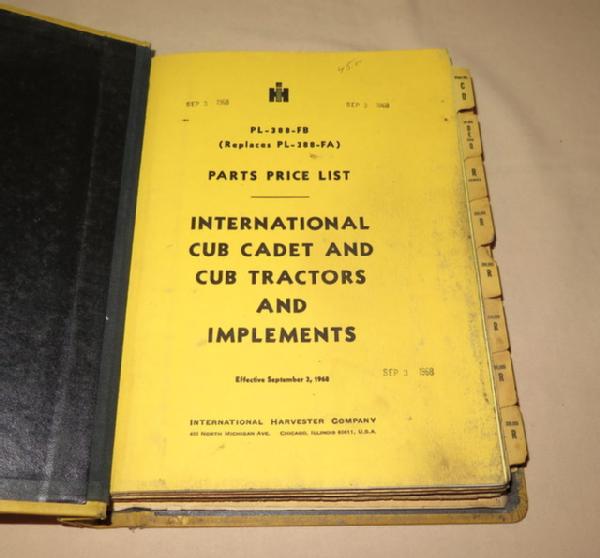 45.-
IH
SEP 3 1968 SEP 3 1968
PL-388-FB
(Replaces PL-388-FA)
PARTS PRICE LIST
INTERNATIONAL
CUB CADET AND
CUB TRACTORS
AND
IMPLEMENTS
Effective September 3, 1968
SEP 3 1968
INTERNATIONAL HARVESTER COMPANY
401 NORTH MICHIGAN AVE. CHICAGO, ILLINOIS 60611, U.S.A.
C
D
R
R
R
R
R
R